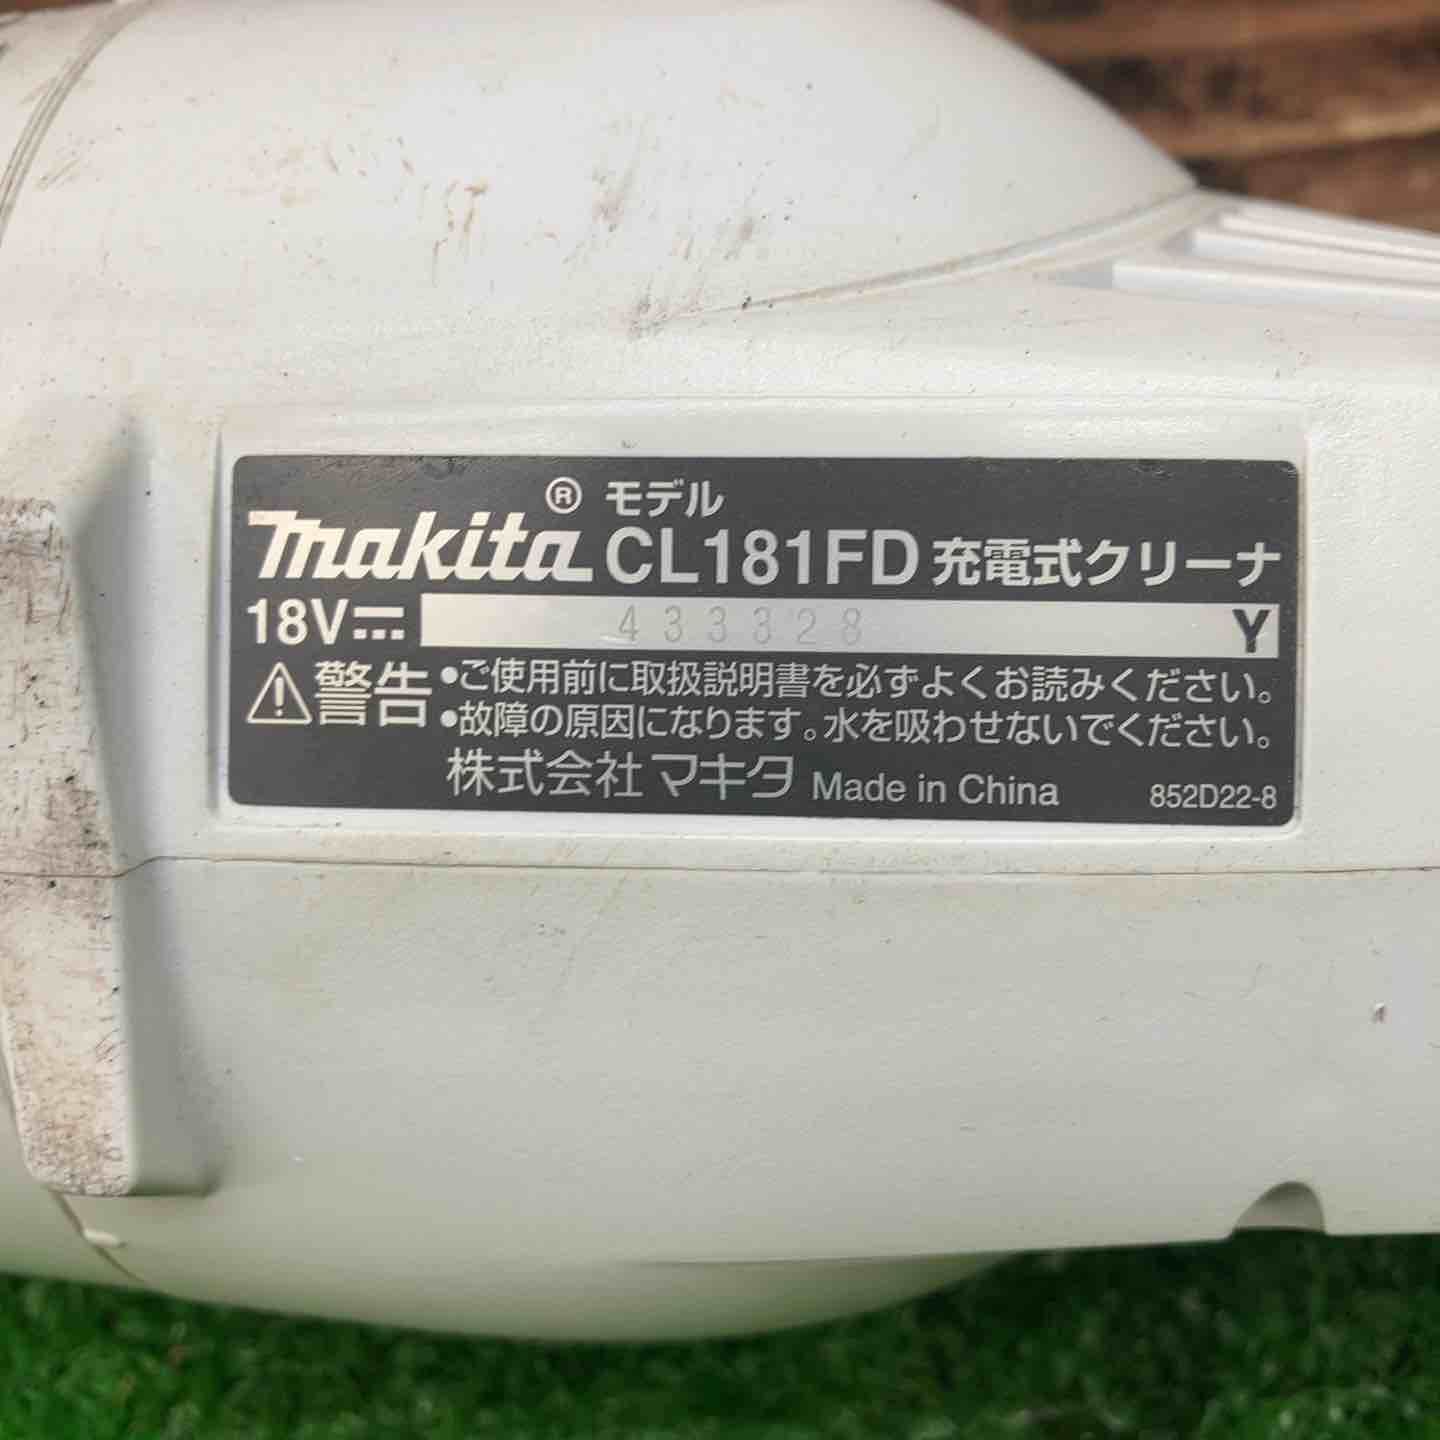 makita® モデル CL181FD 充電式クリーナ
18V⎓ 433328 Y
⚠警告 •ご使用前に取扱説明書を必ずよくお読みください。
•故障の原因になります。水を吸わせないでください。
株式会社マキタ Made in China 852D22-8